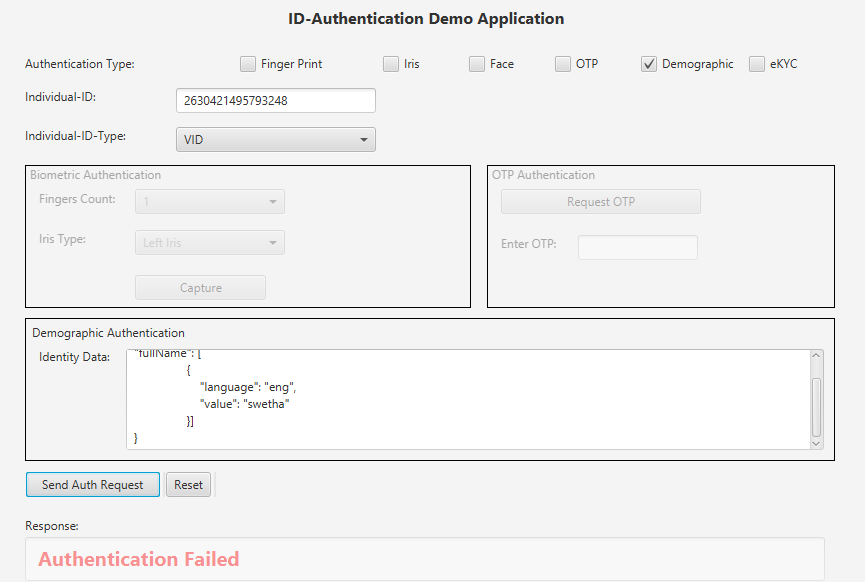 ID-Authentication Demo Application
Authentication Type: Finger Print Iris Face OTP Demographic eKYC
Individual-ID: 2630421495793248
Individual-ID-Type: VID
Biometric Authentication
Fingers Count: 1
Iris Type: Left Iris
Capture
OTP Authentication
Request OTP
Enter OTP:
Demographic Authentication
Identity Data:
"fullName": [
{
"language": "eng",
"value": "swetha"
}]
}
Send Auth Request Reset
Response:
Authentication Failed